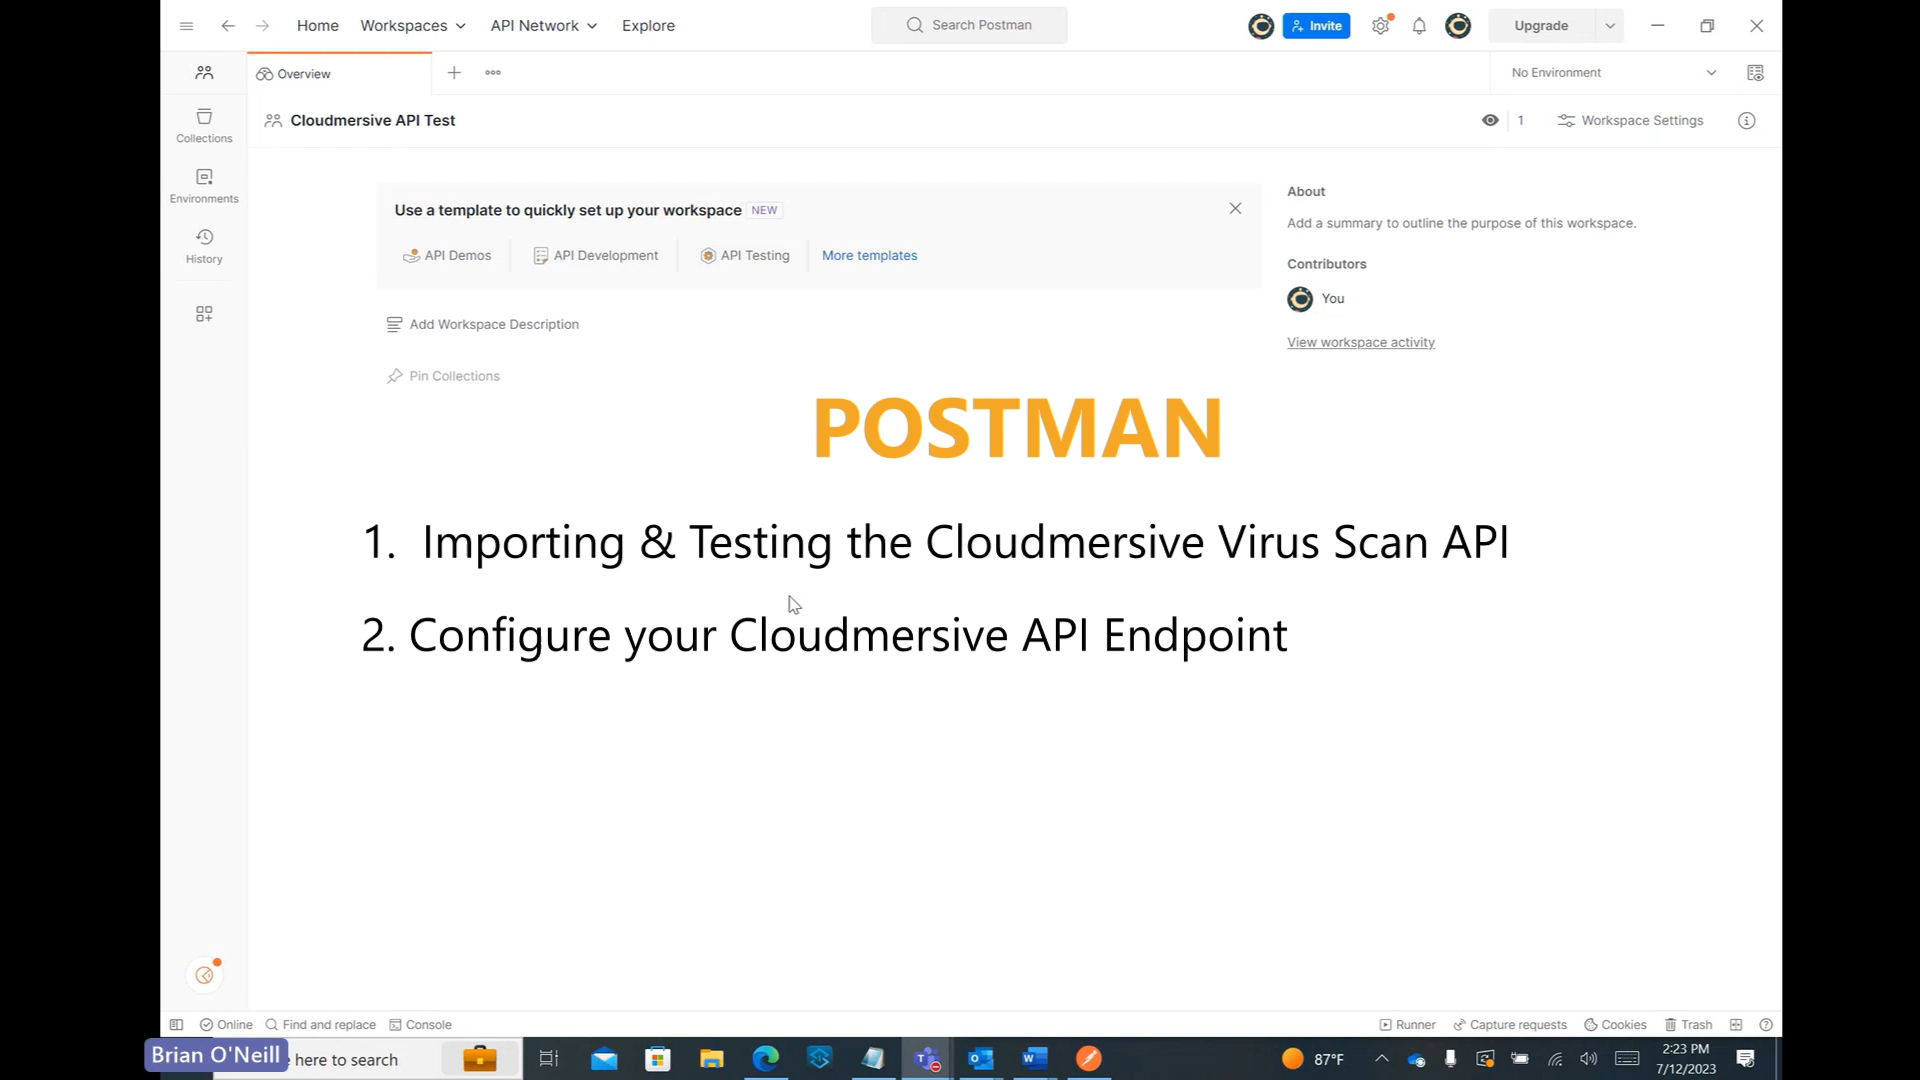 Home Workspaces API Network Explore Search Postman Invite Upgrade
Overview No Environment
Cloudmersive API Test 1 Workspace Settings
Collections
Environments
History
Use a template to quickly set up your workspace NEW
API Demos API Development API Testing More templates
Add Workspace Description
Pin Collections
About
Add a summary to outline the purpose of this workspace.
Contributors
You
View workspace activity
POSTMAN
1. Importing & Testing the Cloudmersive Virus Scan API
2. Configure your Cloudmersive API Endpoint
Online Find and replace Console Runner Capture requests Cookies Trash
Brian O'Neill here to search 87°F 2:23 PM
7/12/2023